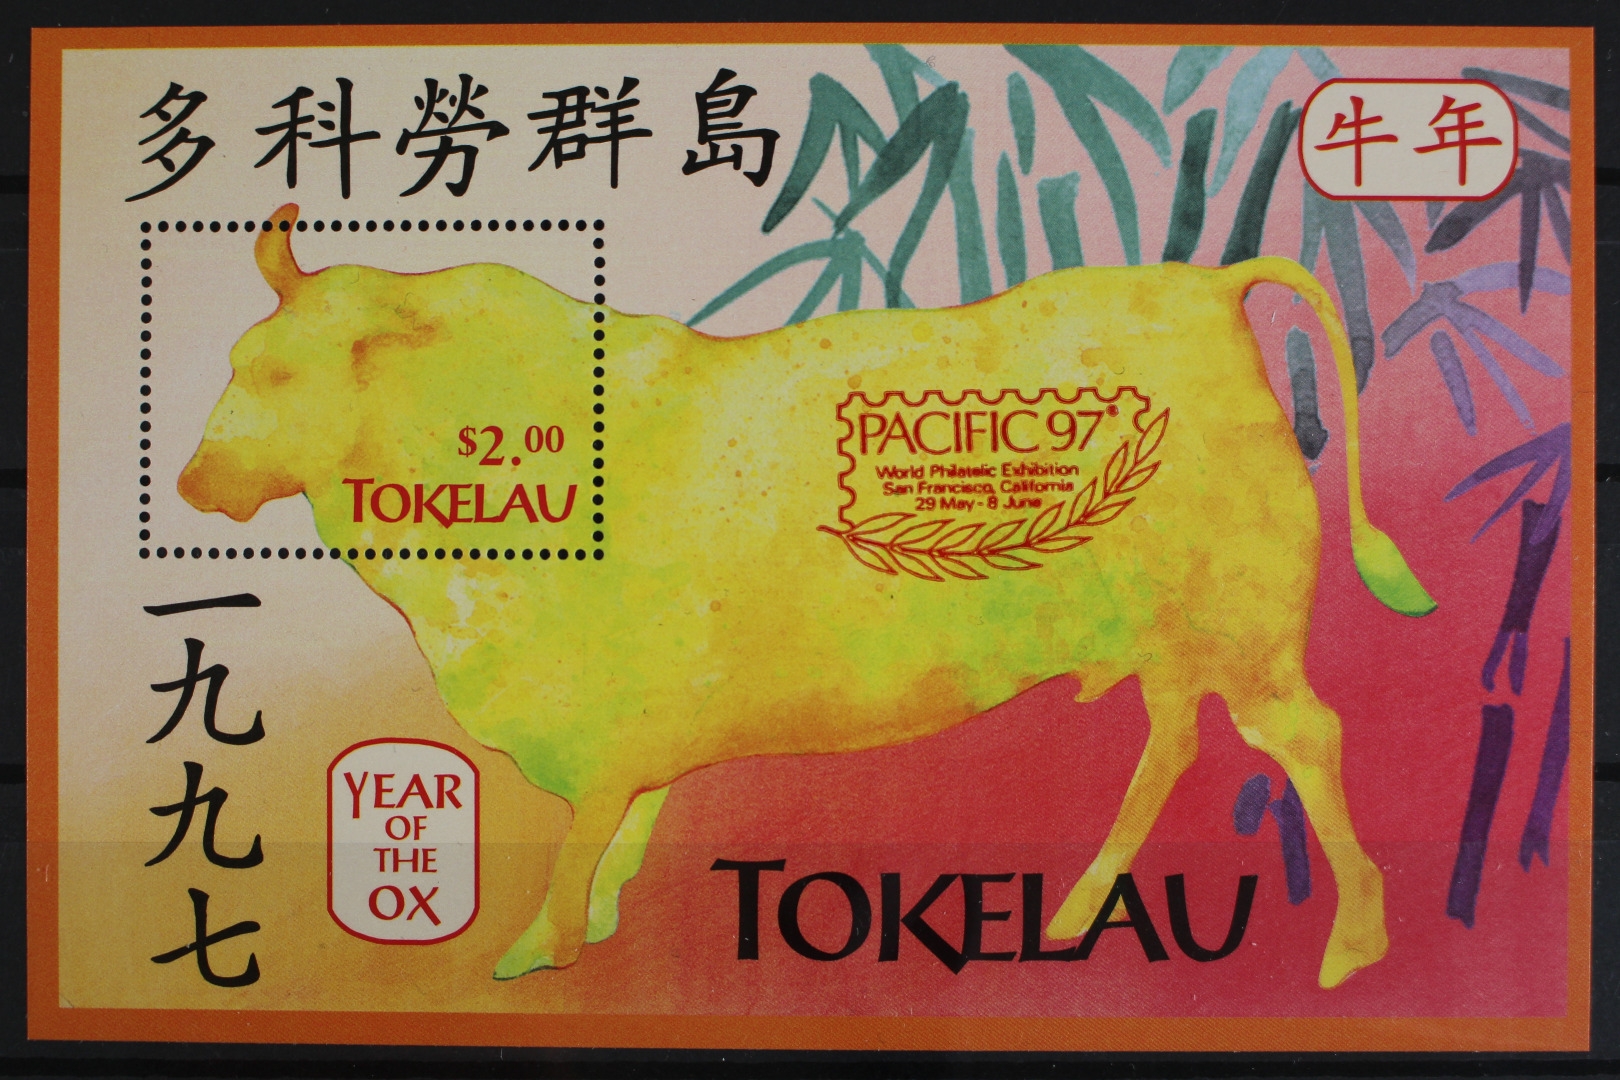 多科勞群島
牛年
$2.00
TOKELAU
PACIFIC 97
World Philatelic Exhibition
San Francisco, California
29 May - 8 June
一九九七
YEAR
OF
THE
OX
TOKELAU